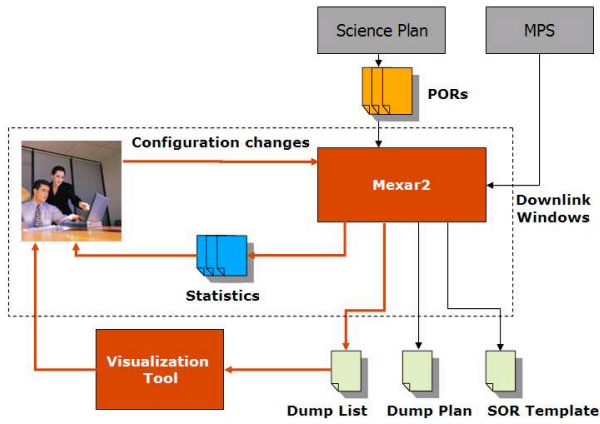 Science Plan
MPS
PORs
Configuration changes
Mexar2
Downlink
Windows
Statistics
Visualization
Tool
Dump List
Dump Plan
SOR Template